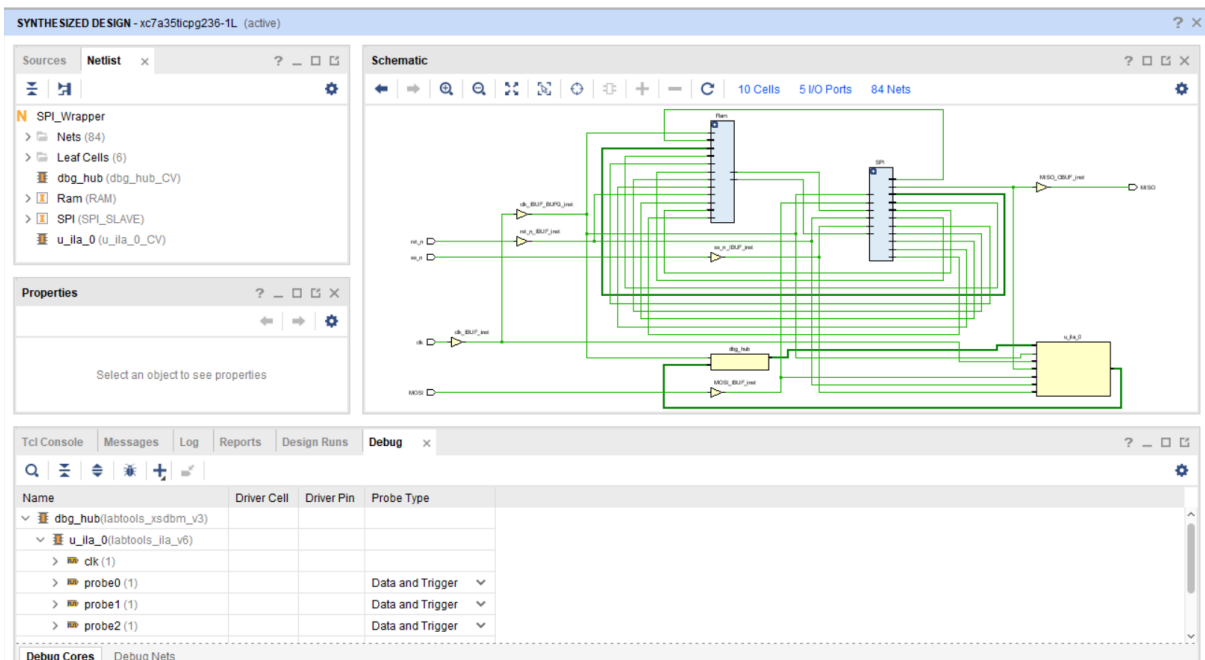 SYNTHESIZED DESIGN - xc7a35ticpg236-1L (active)
Sources Netlist
SPI_Wrapper
Nets (84)
Leaf Cells (6)
dbg_hub (dbg_hub_CV)
Ram (RAM)
SPI (SPI_SLAVE)
u_ila_0 (u_ila_0_CV)
Properties
Select an object to see properties
Schematic
10 Cells 5 I/O Ports 84 Nets
Ram
SPI
MISO_OBUF_inst
MISO
clk_IBUF_BUFG_inst
rst_n_IBUF_inst
rst_n
ss_n_IBUF_inst
ss_n
clk_IBUF_inst
clk
u_ila_0
dbg_hub
MOSI_IBUF_inst
MOSI
Tcl Console Messages Log Reports Design Runs Debug
Name Driver Cell Driver Pin Probe Type
dbg_hub(labtools_xsdbm_v3)
u_ila_0(labtools_ila_v6)
clk (1)
probe0 (1) Data and Trigger
probe1 (1) Data and Trigger
probe2 (1) Data and Trigger
Debug Cores Debug Nets